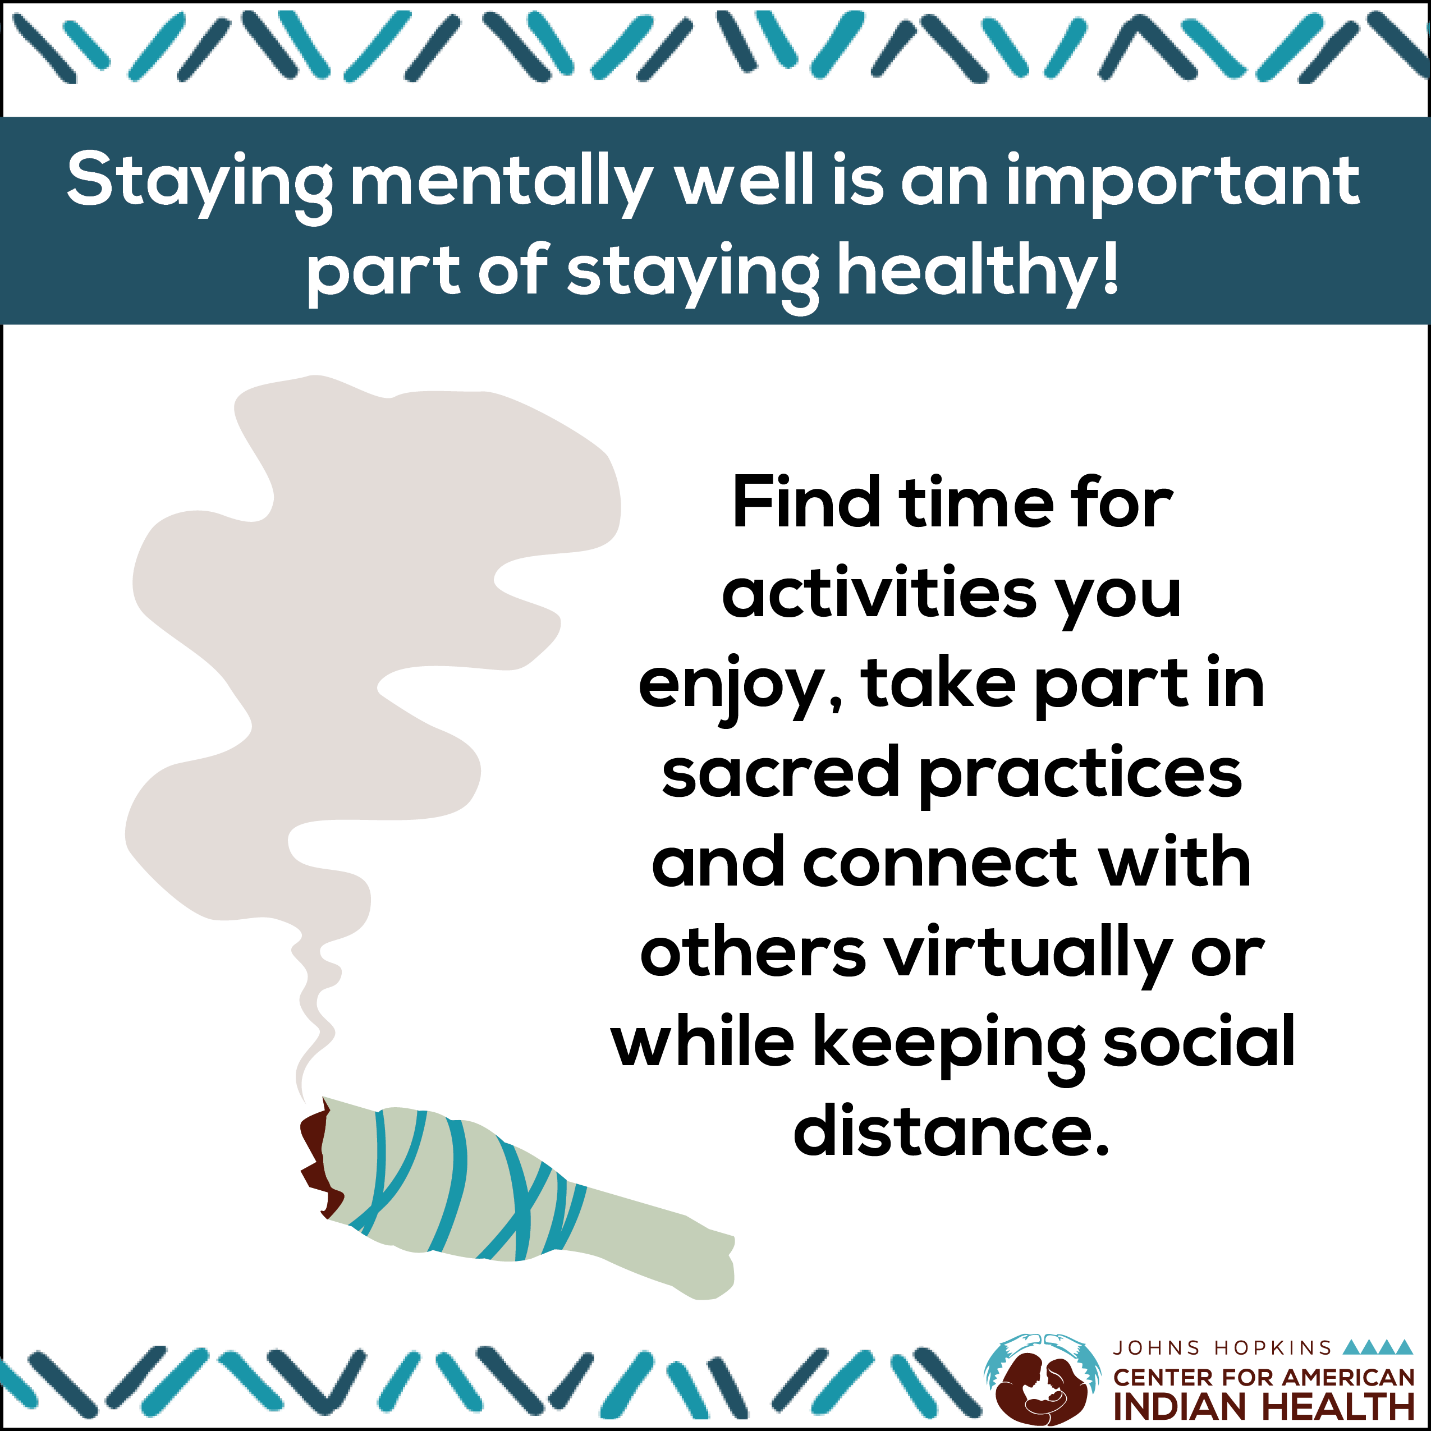 Staying mentally well is an important
part of staying healthy!
Find time for
activities you
enjoy, take part in
sacred practices
and connect with
others virtually or
while keeping social
distance.
JOHNS HOPKINS
CENTER FOR AMERICAN
INDIAN HEALTH